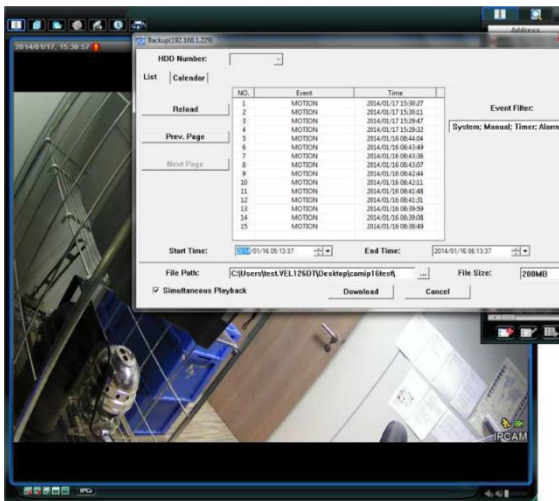 2014/01/17, 15:30:57
Address
Backup(192.168.1.229)
HDD Number:
List Calendar
NO. Event Time
1 MOTION 2014/01/17 15:30:27
2 MOTION 2014/01/17 15:30:11
3 MOTION 2014/01/17 15:29:47
4 MOTION 2014/01/17 15:29:32
5 MOTION 2014/01/16 08:44:04
6 MOTION 2014/01/16 08:43:49
7 MOTION 2014/01/16 08:43:36
8 MOTION 2014/01/16 08:43:07
9 MOTION 2014/01/16 08:42:44
10 MOTION 2014/01/16 08:42:11
11 MOTION 2014/01/16 08:41:48
12 MOTION 2014/01/16 08:41:31
13 MOTION 2014/01/16 08:39:59
14 MOTION 2014/01/16 08:39:08
15 MOTION 2014/01/16 08:38:49
Reload
Prev. Page
Next Page
Event Filter:
System; Manual; Timer; Alarm
Start Time: 2014/01/16 05:13:37 End Time: 2014/01/16 06:13:37
File Path: C:\Users\test.VEL126DT\Desktop\camip16test\ ... File Size: 200MB
Simultaneous Playback Download Cancel
IPCAM
IPCam